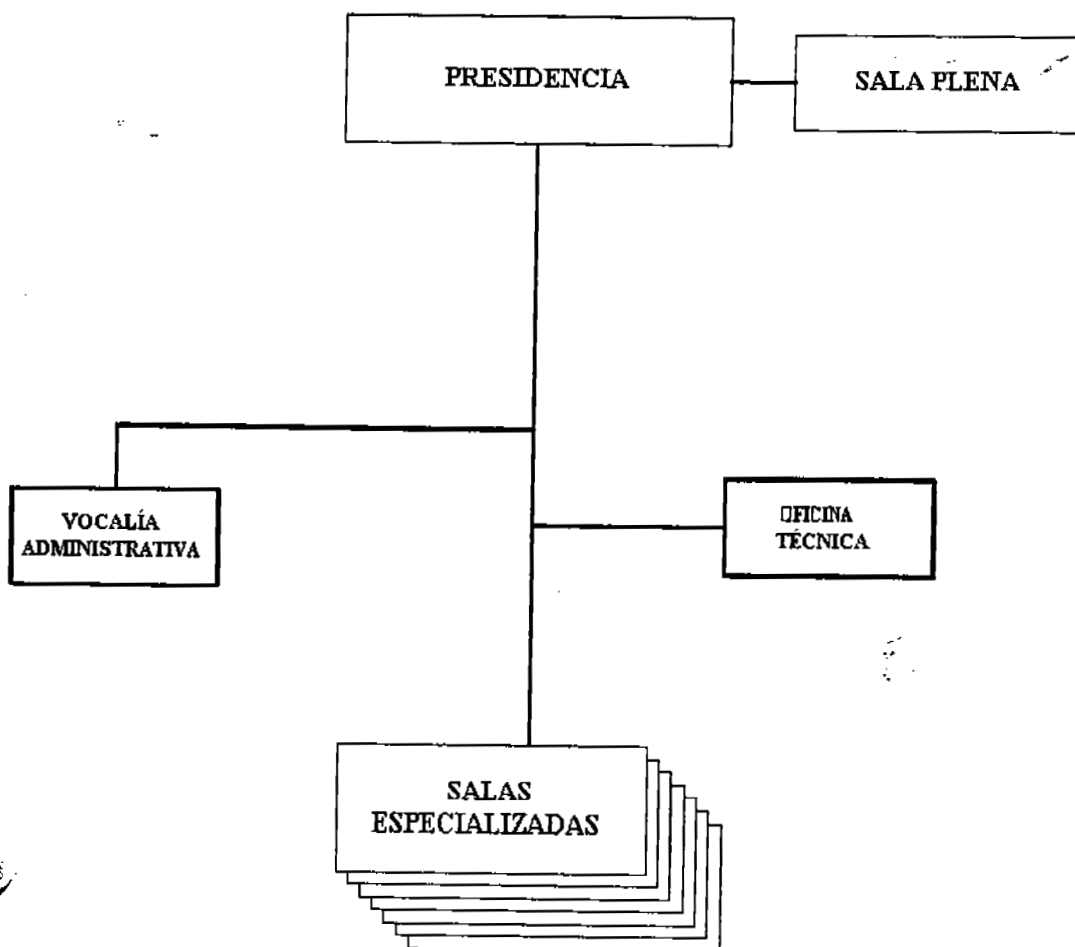 PRESIDENCIA
SALA PLENA
VOCALÍA
ADMINISTRATIVA
OFICINA
TÉCNICA
SALAS
ESPECIALIZADAS